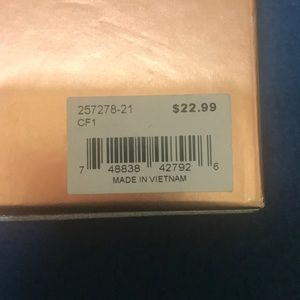 257278-21 $22.99
CF1
7 48838 42792 6
MADE IN VIETNAM